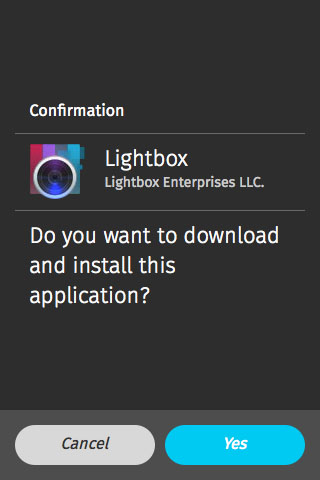 Confirmation
Lightbox
Lightbox Enterprises LLC.
Do you want to download
and install this
application?
Cancel
Yes